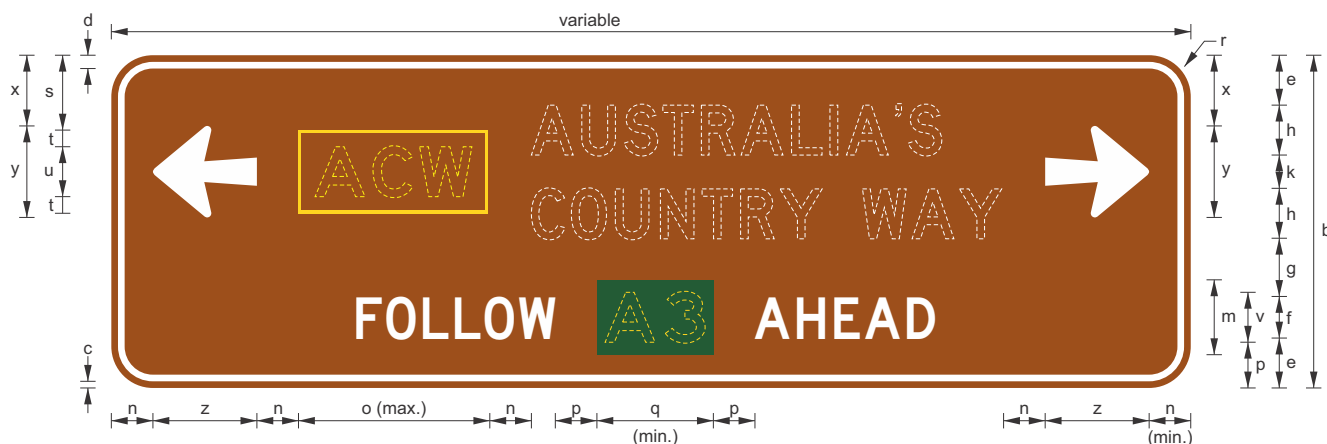 variable
d
r
x
s
t
y
u
t
x
y
e
h
k
h
b
g
m
v
f
p
e
c
AUSTRALIA'S
ACW
COUNTRY WAY
FOLLOW A3 AHEAD
n z n o (max.) n p q p n z n
(min.) (min.)